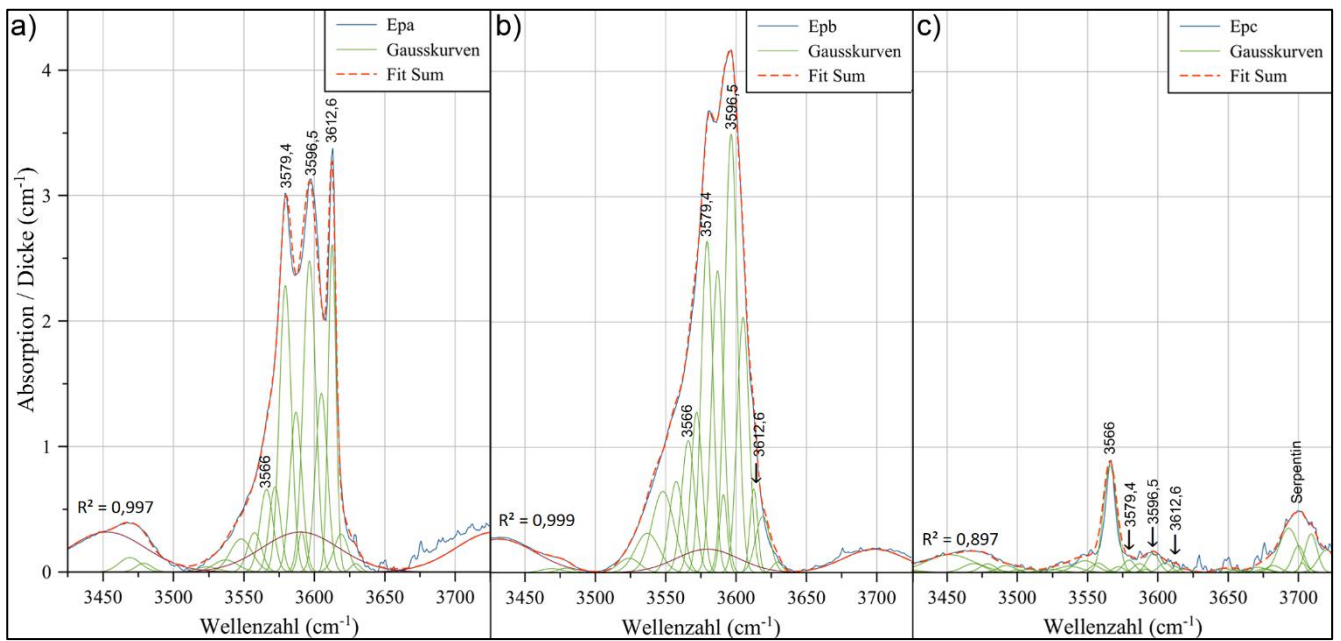 a)
Epa
Gausskurven
Fit Sum
b)
Epb
Gausskurven
Fit Sum
c)
Epc
Gausskurven
Fit Sum
Absorption / Dicke (cm⁻¹)
4
3
2
1
0
3579,4
3596,5
3612,6
3566
R² = 0,997
3450
3500
3550
3600
3650
3700
Wellenzahl (cm⁻¹)
3566
3579,4
3596,5
3612,6
R² = 0,999
3450
3500
3550
3600
3650
3700
Wellenzahl (cm⁻¹)
3566
3579,4
3596,5
3612,6
Serpentin
R² = 0,897
3450
3500
3550
3600
3650
3700
Wellenzahl (cm⁻¹)